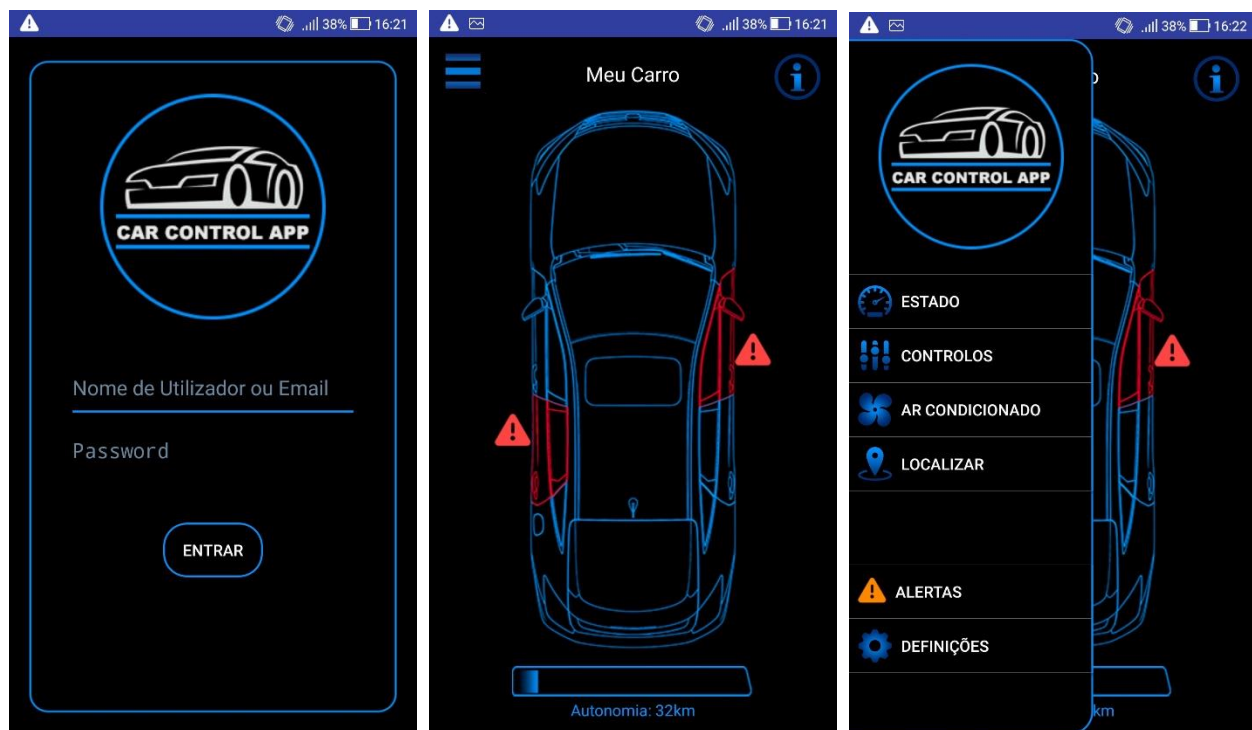 38% 16:21
CAR CONTROL APP
Nome de Utilizador ou Email
Password
ENTRAR
38% 16:21
Meu Carro
Autonomia: 32km
38% 16:22
CAR CONTROL APP
ESTADO
CONTROLOS
AR CONDICIONADO
LOCALIZAR
ALERTAS
DEFINIÇÕES
o
km